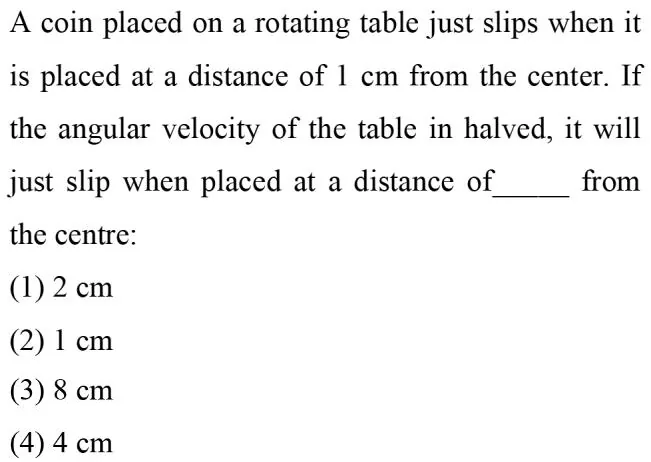 A coin placed on a rotating table just slips when it
is placed at a distance of 1 cm from the center. If
the angular velocity of the table in halved, it will
just slip when placed at a distance of_____ from
the centre:
(1) 2 cm
(2) 1 cm
(3) 8 cm
(4) 4 cm